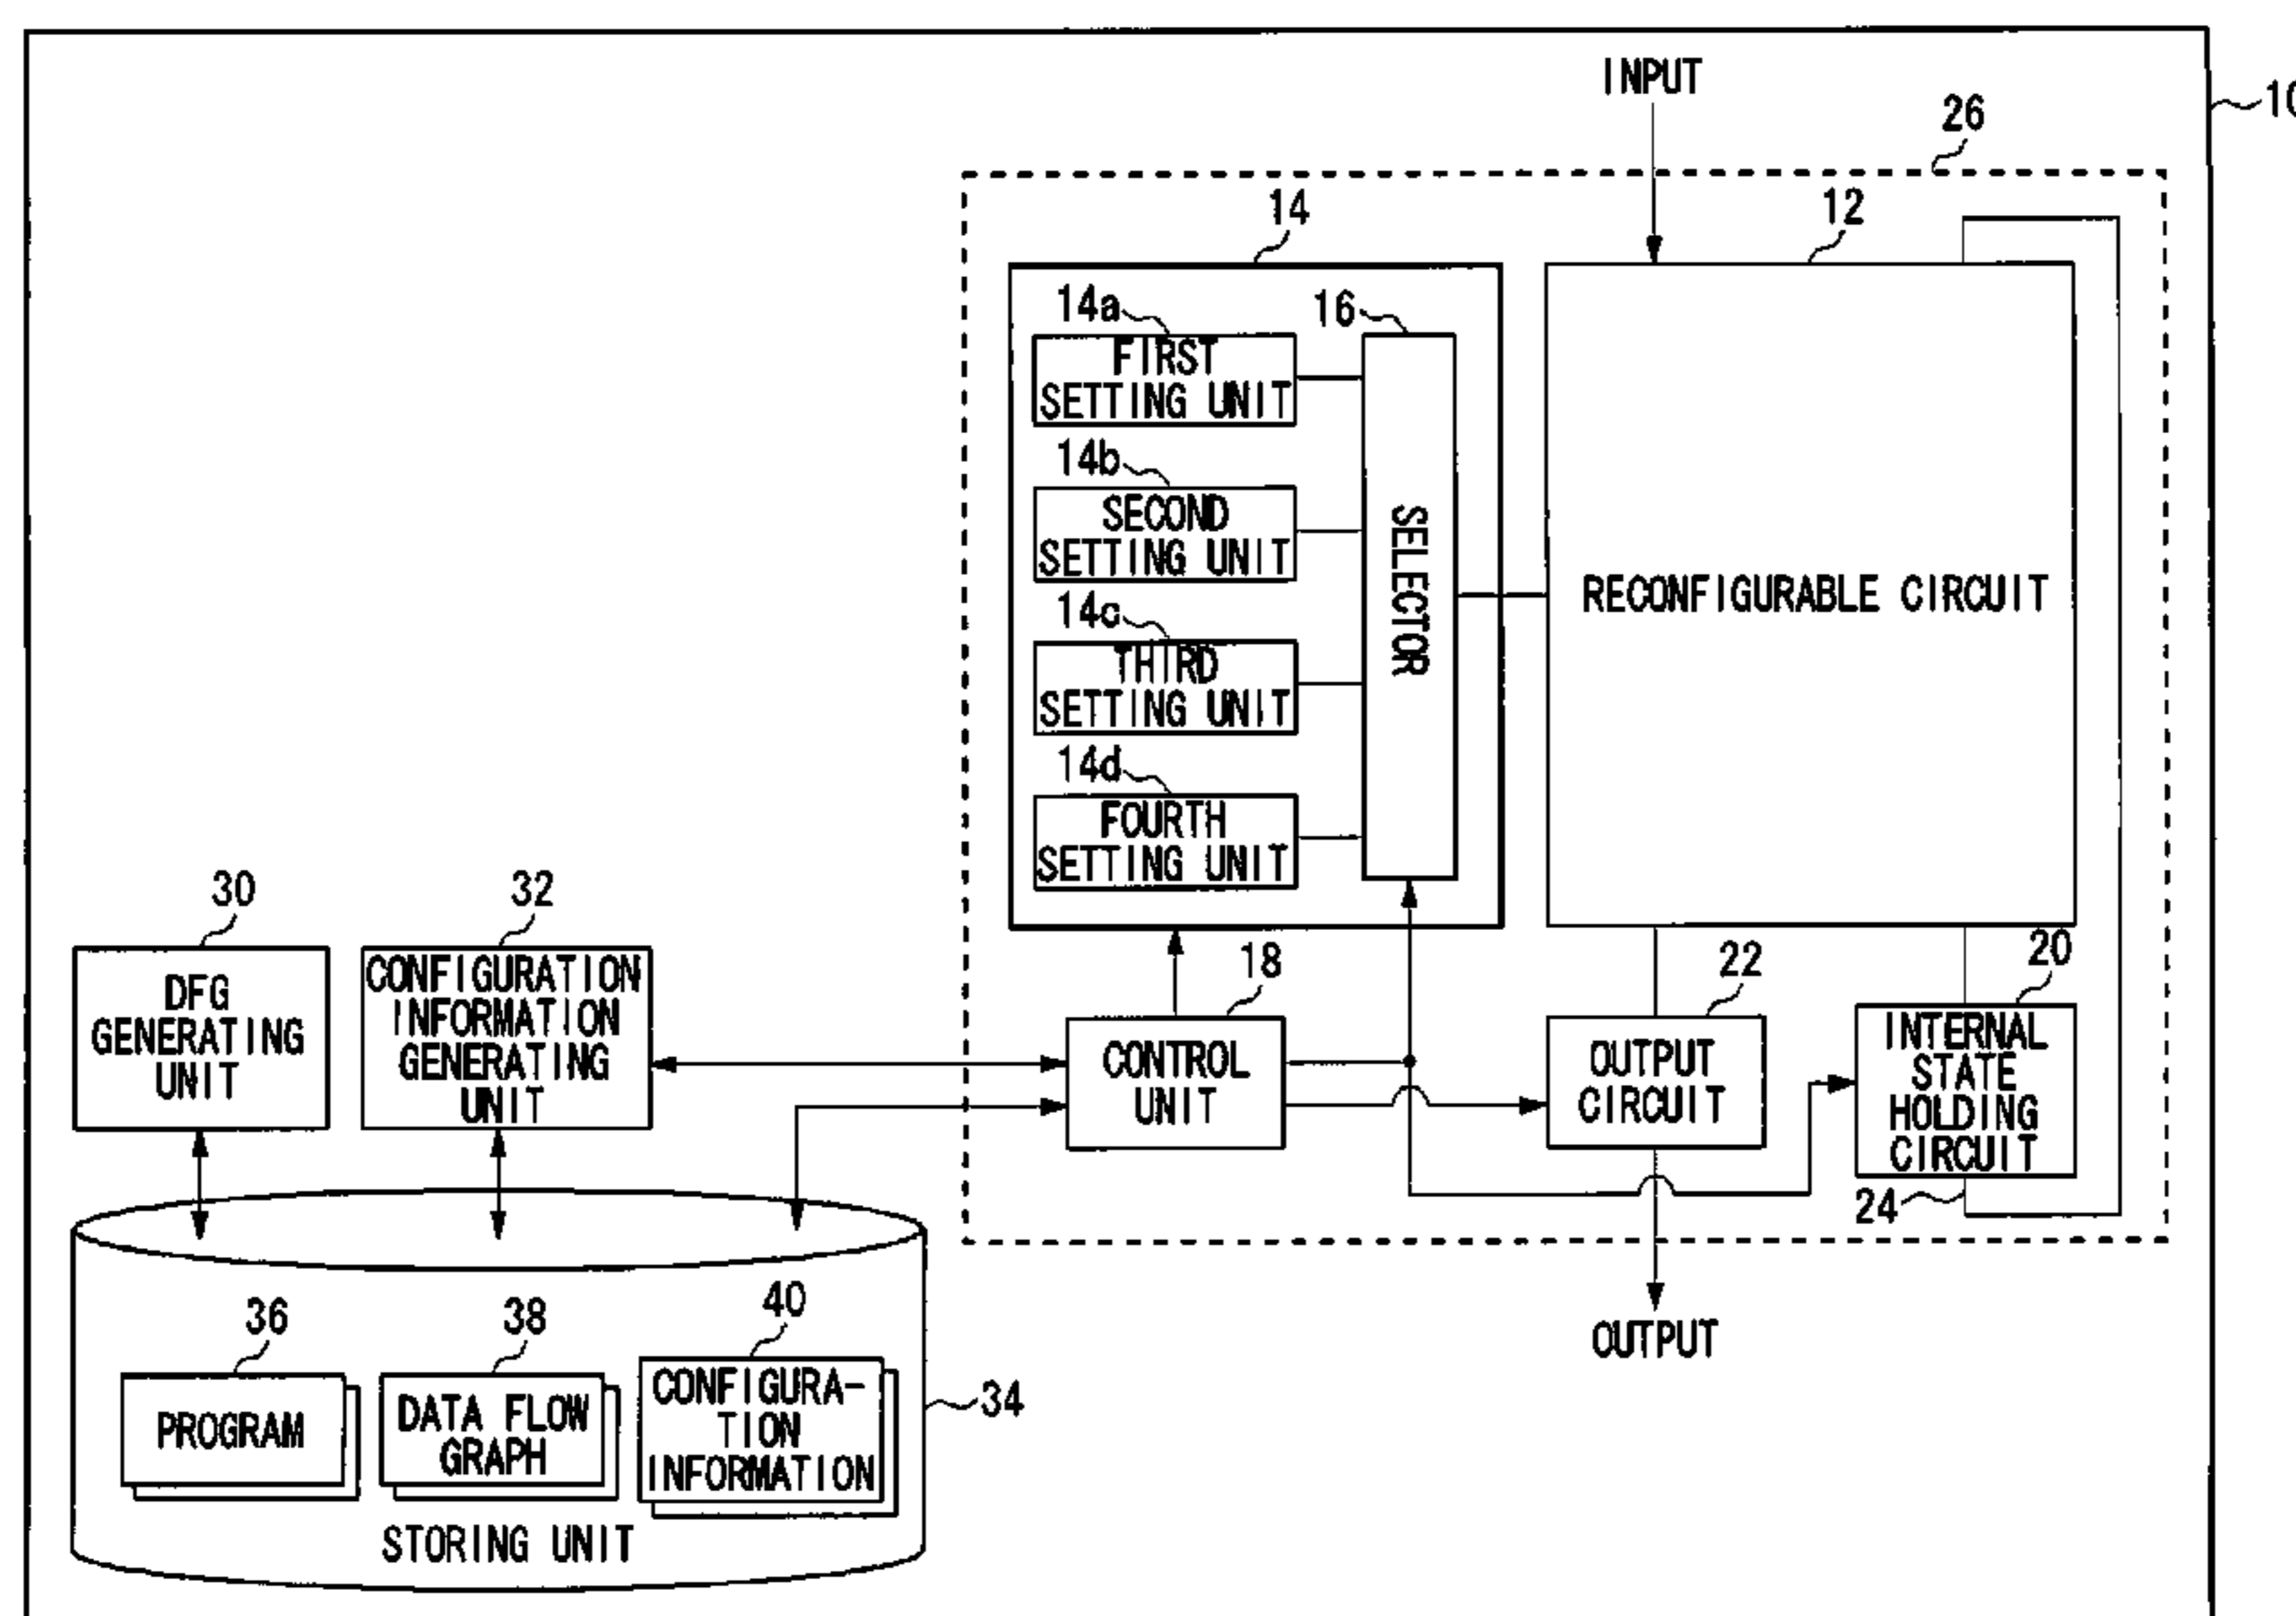 INPUT
10
26
14
12
14a
16
FIRST
SETTING UNIT
14b
SECOND
SETTING UNIT
SELECTOR
RECONFIGURABLE CIRCUIT
14c
THIRD
SETTING UNIT
14d
FOURTH
SETTING UNIT
30
32
DFG
GENERATING
UNIT
CONFIGURATION
INFORMATION
GENERATING
UNIT
18
CONTROL
UNIT
22
OUTPUT
CIRCUIT
20
INTERNAL
STATE
HOLDING
CIRCUIT
24
OUTPUT
36
PROGRAM
38
DATA FLOW
GRAPH
40
CONFIGURA-
TION
INFORMATION
34
STORING UNIT